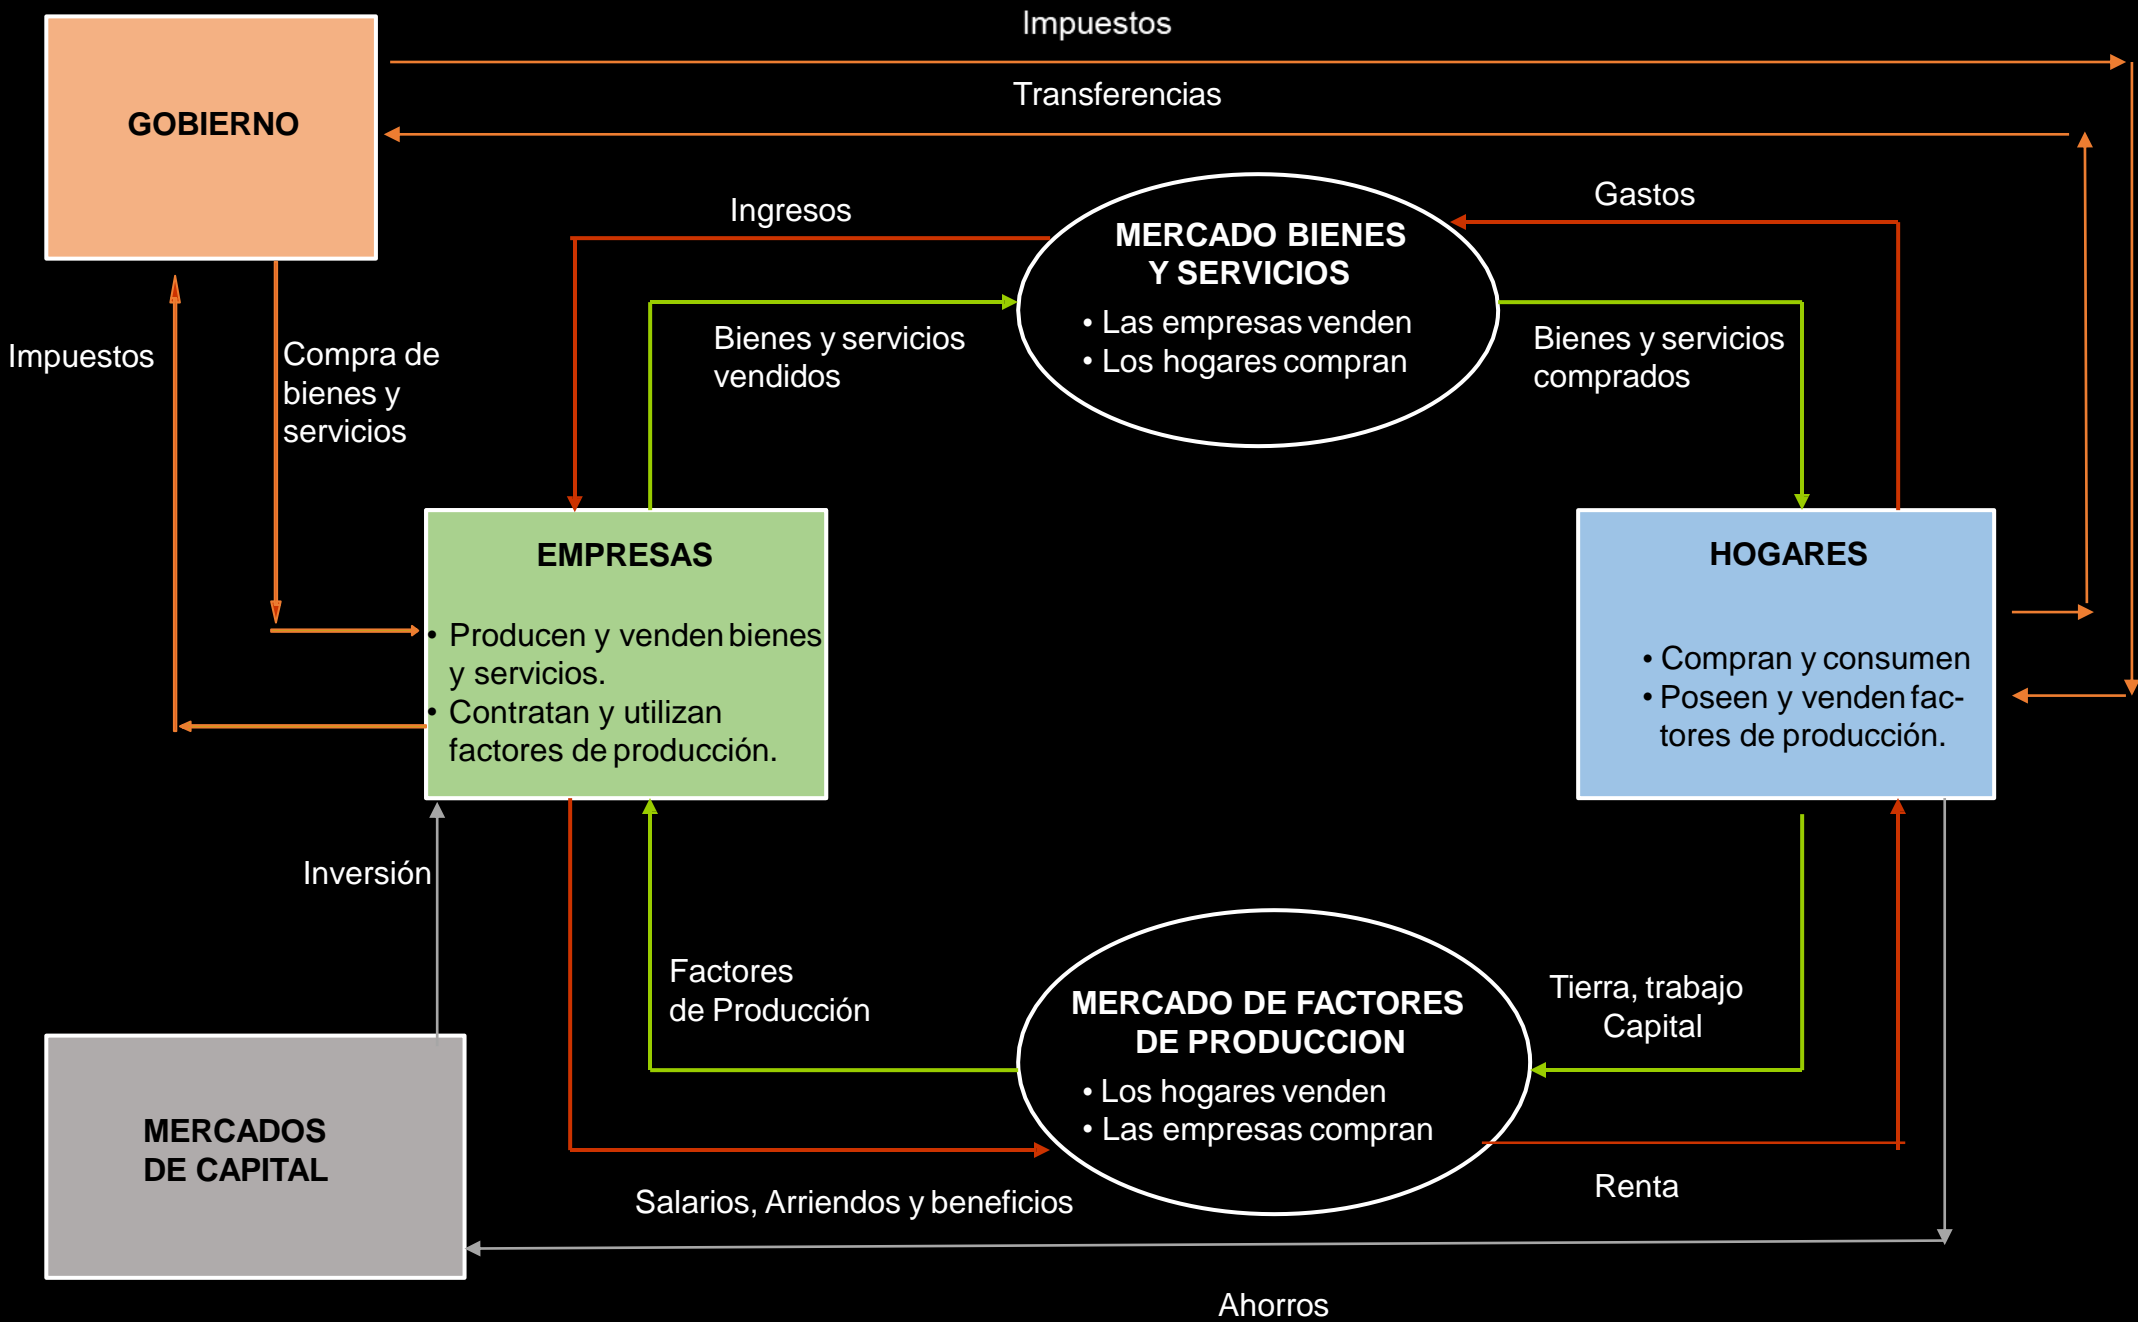 Impuestos
Transferencias
GOBIERNO
Ingresos
Gastos
MERCADO BIENES
Y SERVICIOS
• Las empresas venden
• Los hogares compran
Impuestos
Compra de
bienes y
servicios
Bienes y servicios
vendidos
Bienes y servicios
comprados
EMPRESAS
• Producen y venden bienes
y servicios.
• Contratan y utilizan
factores de producción.
HOGARES
• Compran y consumen
• Poseen y venden fac-
tores de producción.
Inversión
Factores
de Producción
MERCADO DE FACTORES
DE PRODUCCION
• Los hogares venden
• Las empresas compran
Tierra, trabajo
Capital
MERCADOS
DE CAPITAL
Salarios, Arriendos y beneficios
Renta
Ahorros